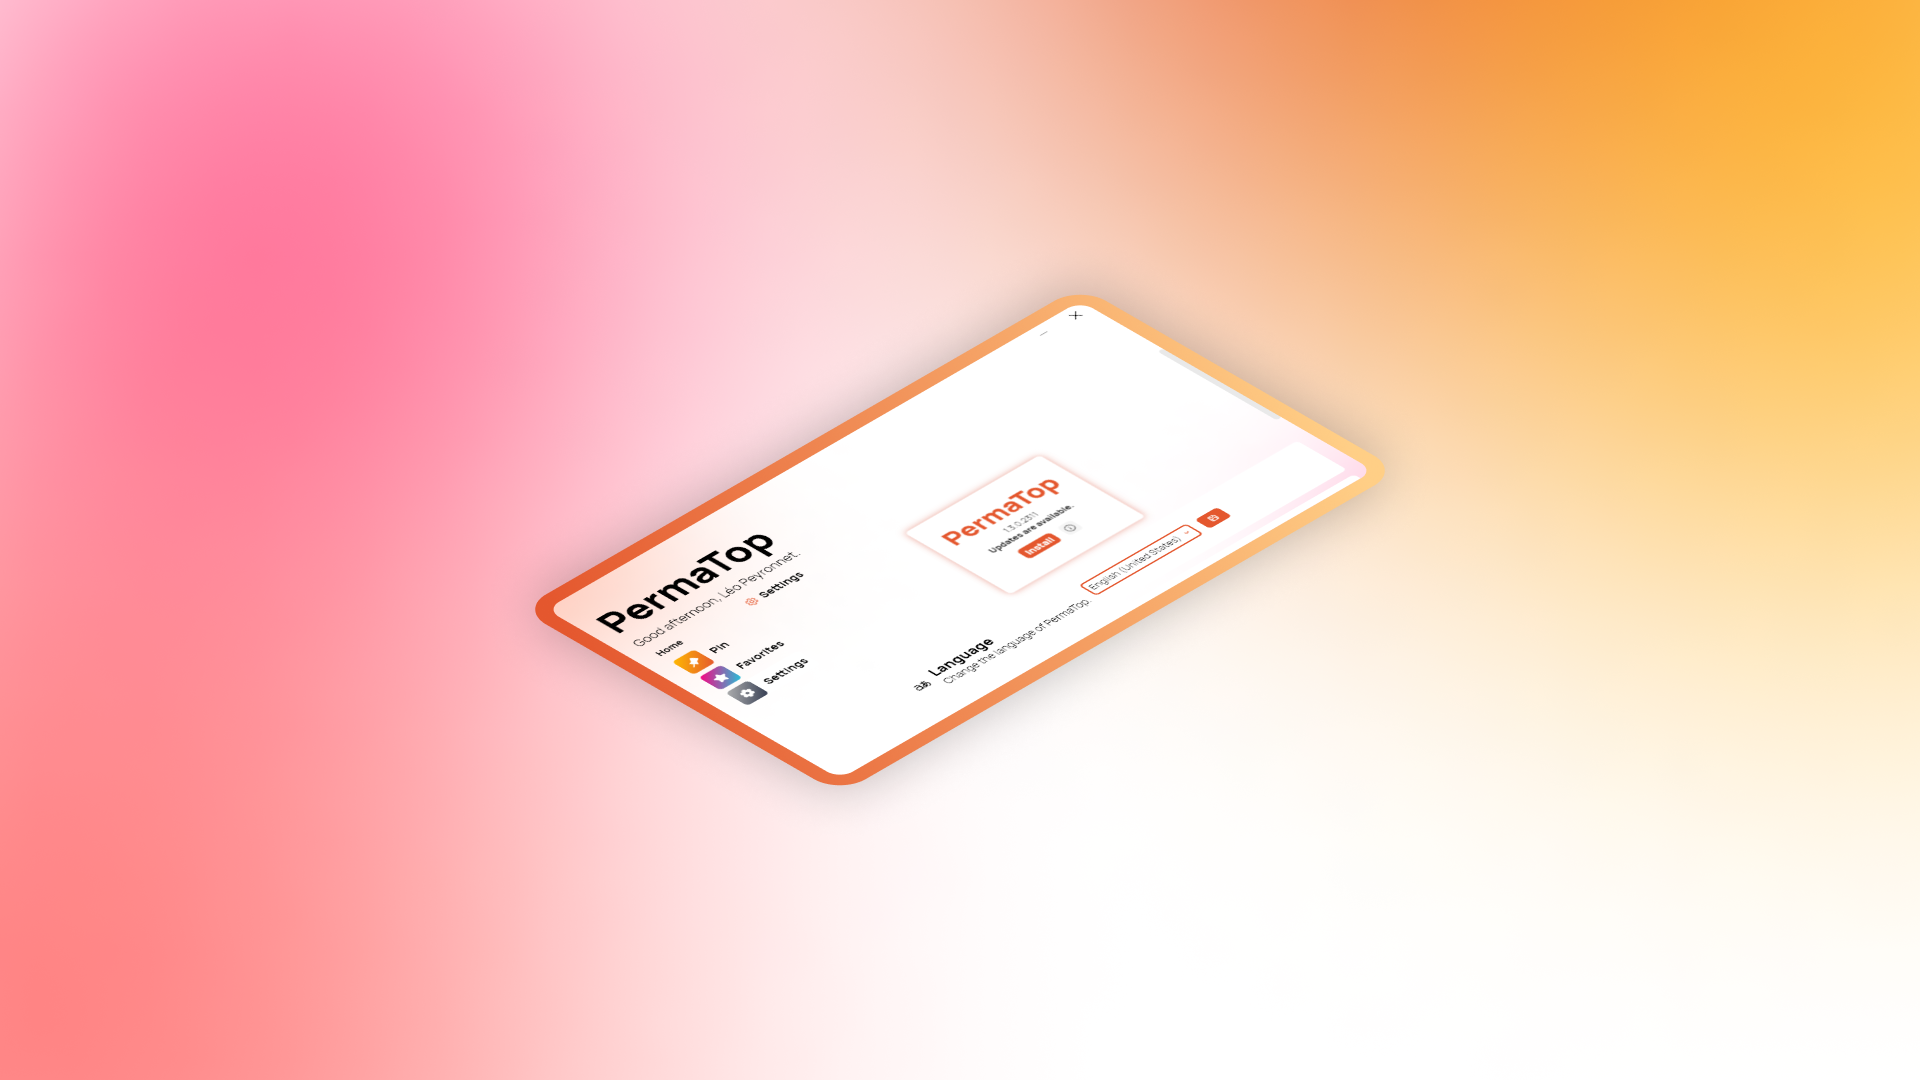 PermaTop
Good afternoon, Léo Peyronnet.
Home
Pin
Favorites
Settings
Settings
PermaTop
1.3.0.2311
Updates are available.
Install
Language
Change the language of PermaTop.
English (United States)